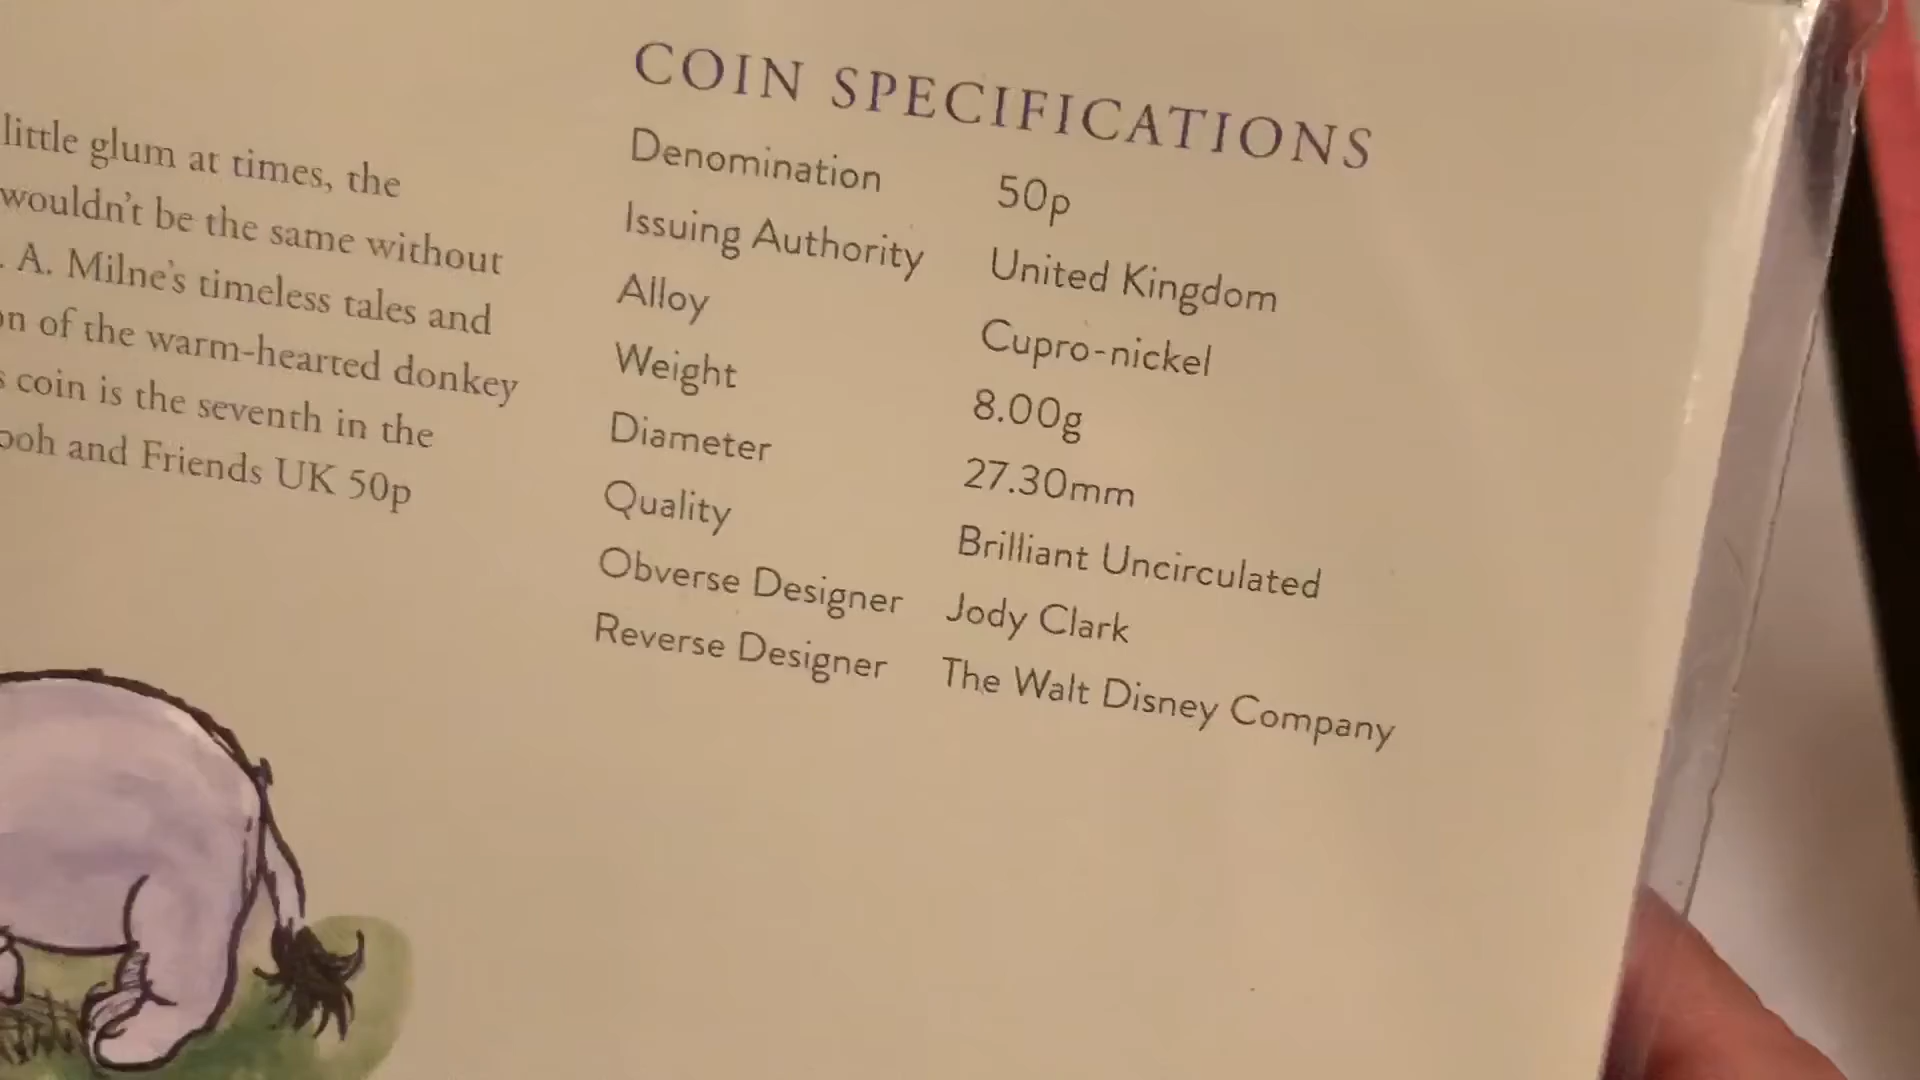 little glum at times, the
wouldn't be the same without
. A. Milne's timeless tales and
on of the warm-hearted donkey
s coin is the seventh in the
ooh and Friends UK 50p
COIN SPECIFICATIONS
Denomination 50p
Issuing Authority United Kingdom
Alloy Cupro-nickel
Weight 8.00g
Diameter 27.30mm
Quality Brilliant Uncirculated
Obverse Designer Jody Clark
Reverse Designer The Walt Disney Company